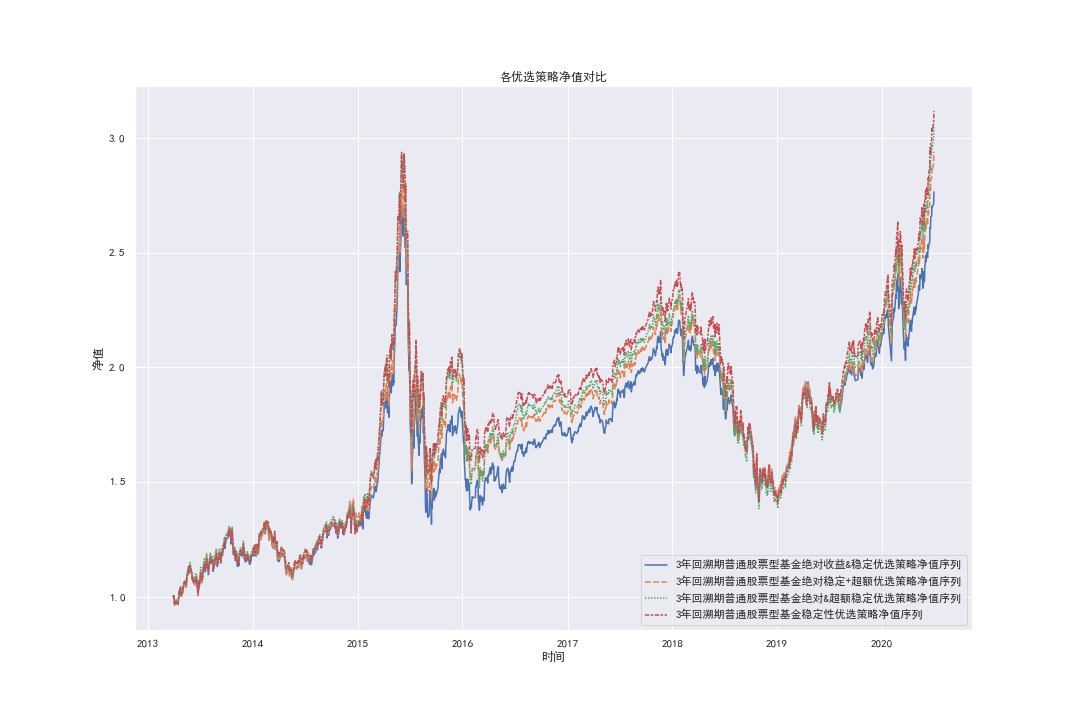 各优选策略净值对比
3.0
2.5
2.0
1.5
1.0
净值
2013 2014 2015 2016 2017 2018 2019 2020
时间
3年回溯期普通股票型基金绝对收益&稳定优选策略净值序列
3年回溯期普通股票型基金绝对稳定+超额优选策略净值序列
3年回溯期普通股票型基金绝对&超额稳定优选策略净值序列
3年回溯期普通股票型基金稳定性优选策略净值序列